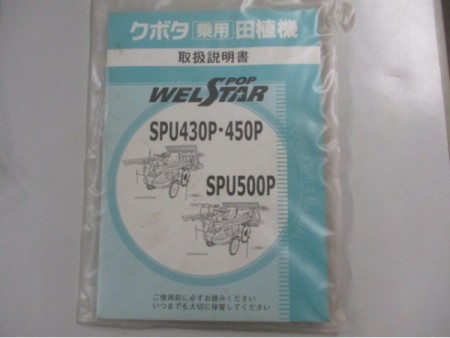 クボタ 乗用 田植機
取扱説明書
POP
WELSTAR
SPU430P・450P
SPU500P
ご使用前に必ずお読みください
いつまでも大切に保管してください